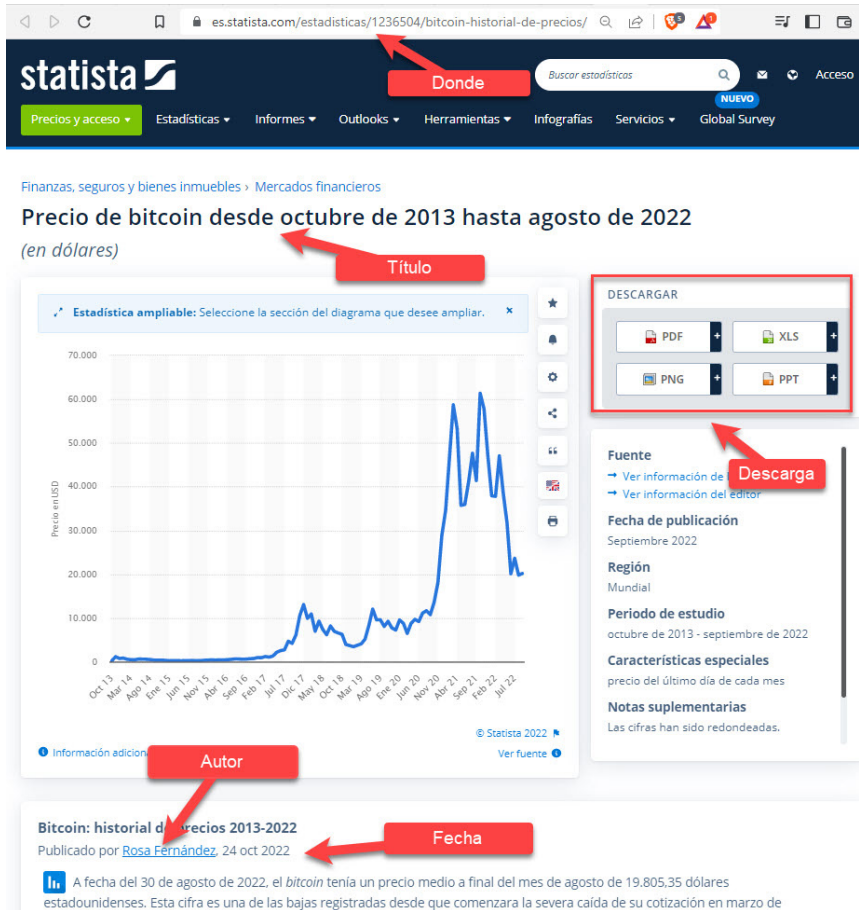 es.statista.com/estadisticas/1236504/bitcoin-historial-de-precios/
statista
Donde
Buscar estadísticas
Acceso
NUEVO
Precios y acceso
Estadísticas
Informes
Outlooks
Herramientas
Infografías
Servicios
Global Survey
Finanzas, seguros y bienes inmuebles › Mercados financieros
Precio de bitcoin desde octubre de 2013 hasta agosto de 2022
(en dólares)
Título
Estadística ampliable: Seleccione la sección del diagrama que desee ampliar. ×
70.000
60.000
50.000
40.000
30.000
20.000
10.000
0
Precio en USD
Oct 13
Mar 14
Ago 14
Ene 15
Jun 15
Nov 15
Abr 16
Sep 16
Feb 17
Jul 17
Dic 17
May 18
Oct 18
Mar 19
Ago 19
Ene 20
Jun 20
Nov 20
Abr 21
Sep 21
Feb 22
Jul 22
© Statista 2022
Información adicion
Ver fuente
Autor
DESCARGAR
PDF +
XLS +
PNG +
PPT +
Descarga
Fuente
→ Ver información de
→ Ver información del editor
Fecha de publicación
Septiembre 2022
Región
Mundial
Periodo de estudio
octubre de 2013 - septiembre de 2022
Características especiales
precio del último día de cada mes
Notas suplementarias
Las cifras han sido redondeadas.
Bitcoin: historial de precios 2013-2022
Publicado por Rosa Fernández, 24 oct 2022
Fecha
A fecha del 30 de agosto de 2022, el bitcoin tenía un precio medio a final del mes de agosto de 19.805,35 dólares
estadounidenses. Esta cifra es una de las bajas registradas desde que comenzara la severa caída de su cotización en marzo de